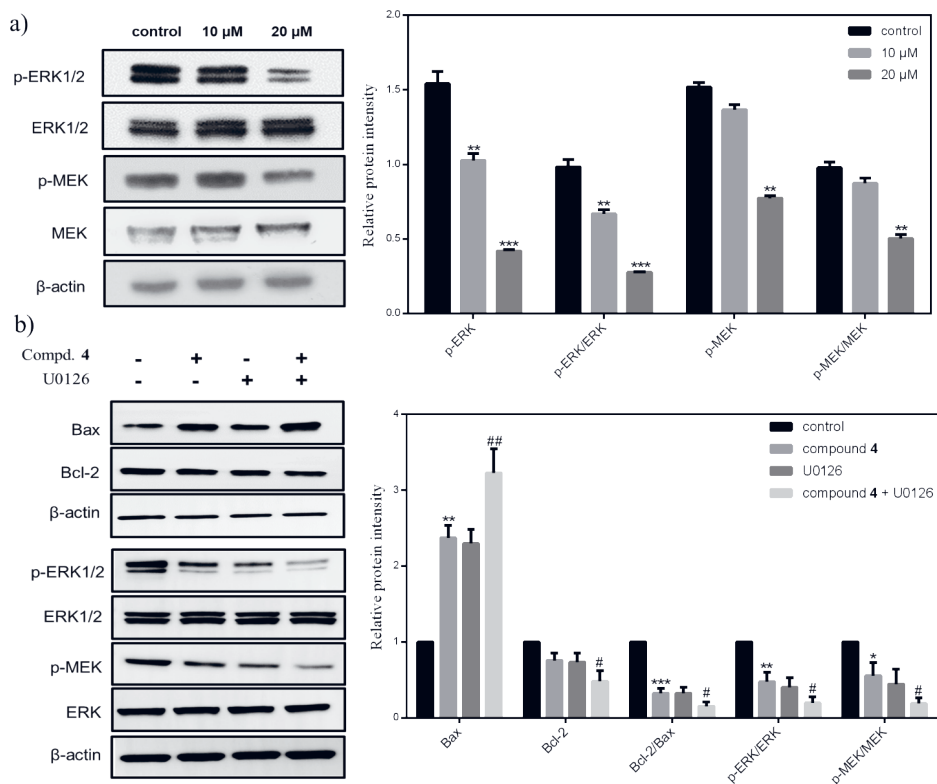 a)
control 10 µM 20 µM
p-ERK1/2
ERK1/2
p-MEK
MEK
β-actin
Relative protein intensity
2.0
1.5
1.0
0.5
0.0
control
10 µM
20 µM
** *** ** *** ** **
p-ERK p-ERK/ERK p-MEK p-MEK/MEK
b)
Compd. 4 - + - +
U0126 - - + +
Bax
Bcl-2
β-actin
p-ERK1/2
ERK1/2
p-MEK
ERK
β-actin
Relative protein intensity
4
3
2
1
0
control
compound 4
U0126
compound 4 + U0126
** ## # *** # ** # * #
Bax Bcl-2 Bcl-2/Bax p-ERK/ERK p-MEK/MEK